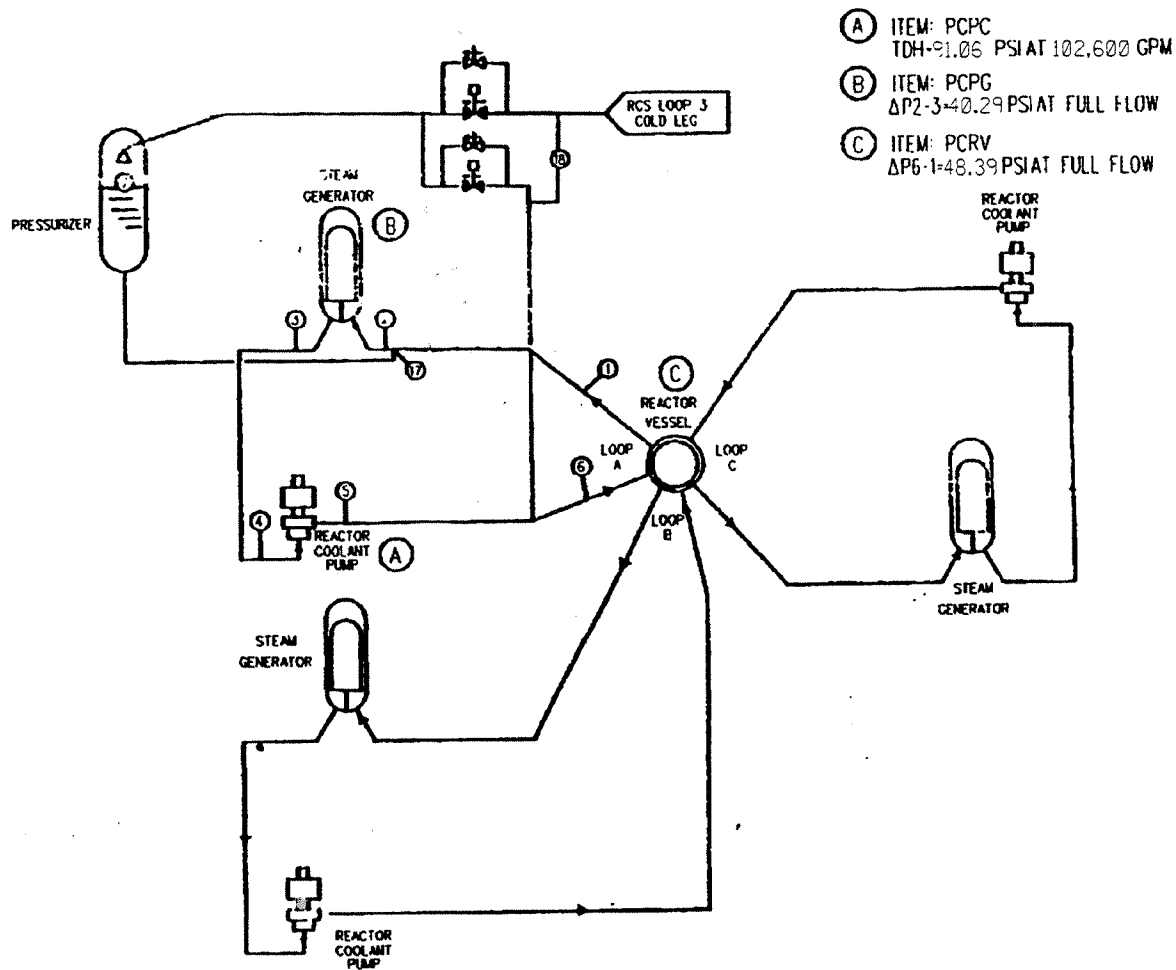 A ITEM: PCPC
TDH=91.06 PSI AT 102,600 GPM
B ITEM: PCPG
ΔP2-3=40.29 PSI AT FULL FLOW
C ITEM: PCRV
ΔP6-1=48.39 PSI AT FULL FLOW
RCS LOOP 3
COLD LEG
18
STEAM
GENERATOR
B
PRESSURIZER
REACTOR
COOLANT
PUMP
3
17
1
C
REACTOR
VESSEL
LOOP
A
LOOP
C
6
LOOP
B
5
4
REACTOR
COOLANT
PUMP
A
STEAM
GENERATOR
STEAM
GENERATOR
REACTOR
COOLANT
PUMP